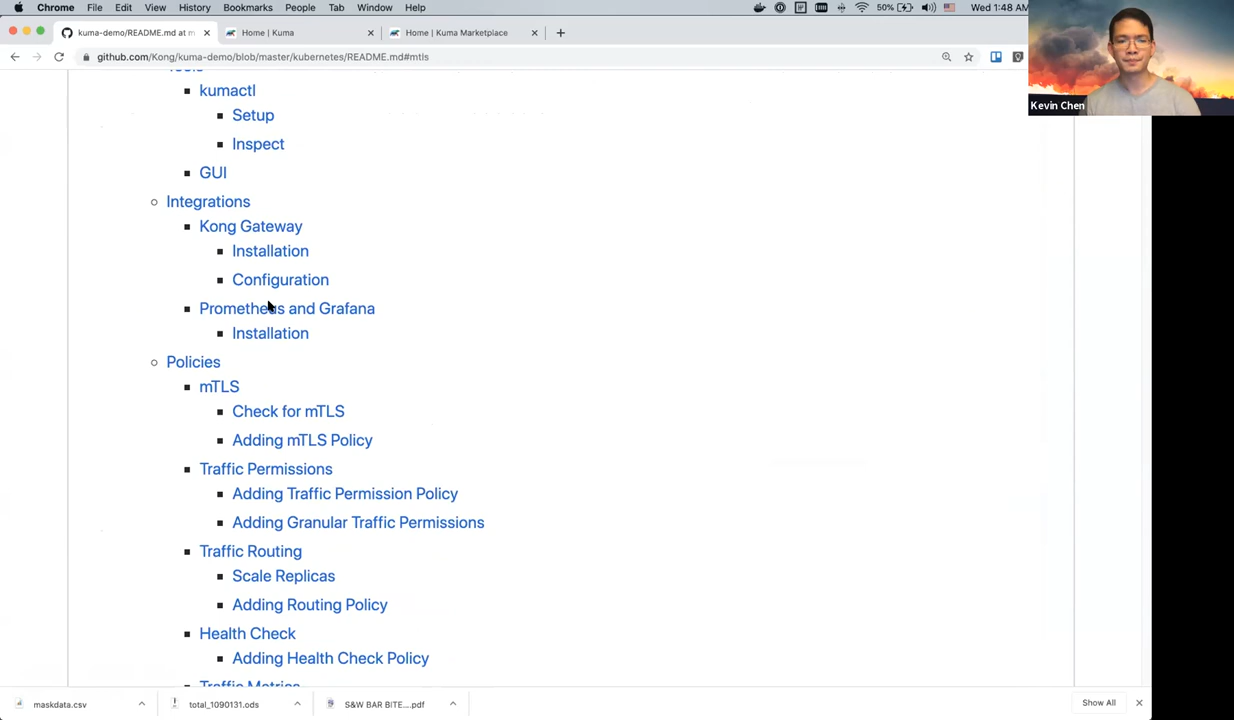 Chrome File Edit View History Bookmarks People Tab Window Help 50% Wed 1:48 AM
kuma-demo/README.md at m Home | Kuma Home | Kuma Marketplace
github.com/Kong/kuma-demo/blob/master/kubernetes/README.md#mtls
Kevin Chen
kumactl
Setup
Inspect
GUI
Integrations
Kong Gateway
Installation
Configuration
Prometheus and Grafana
Installation
Policies
mTLS
Check for mTLS
Adding mTLS Policy
Traffic Permissions
Adding Traffic Permission Policy
Adding Granular Traffic Permissions
Traffic Routing
Scale Replicas
Adding Routing Policy
Health Check
Adding Health Check Policy
Traffic Metrics
maskdata.csv total_1090131.ods S&W BAR BITE....pdf Show All